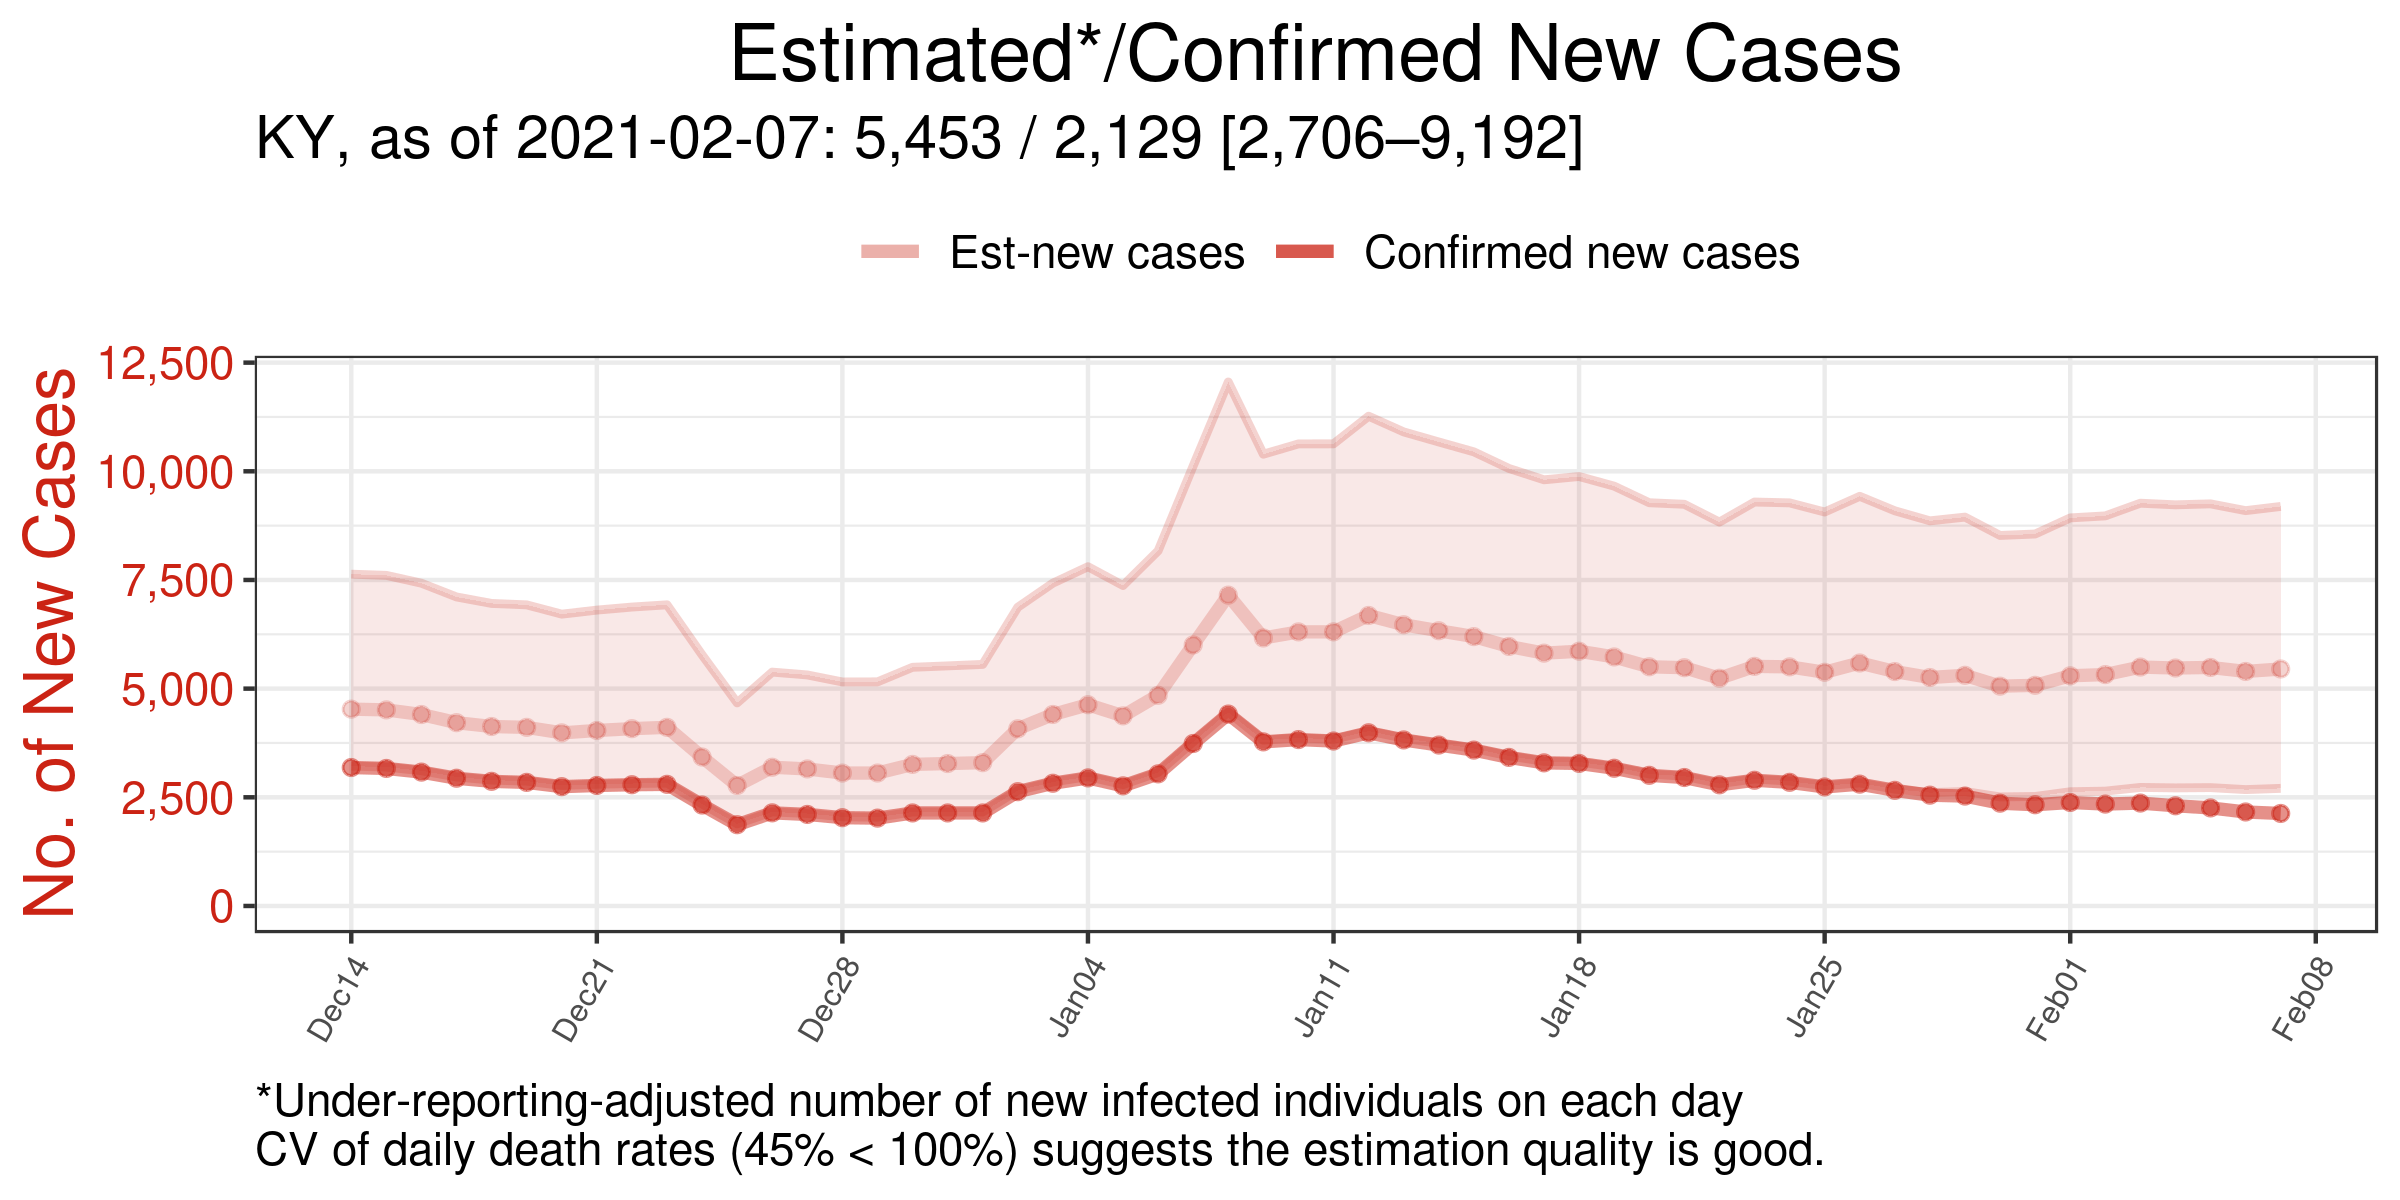 Estimated*/Confirmed New Cases
KY, as of 2021-02-07: 5,453 / 2,129 [2,706–9,192]
Est-new cases
Confirmed new cases
No. of New Cases
12,500
10,000
7,500
5,000
2,500
0
Dec14
Dec21
Dec28
Jan04
Jan11
Jan18
Jan25
Feb01
Feb08
*Under-reporting-adjusted number of new infected individuals on each day
CV of daily death rates (45% < 100%) suggests the estimation quality is good.